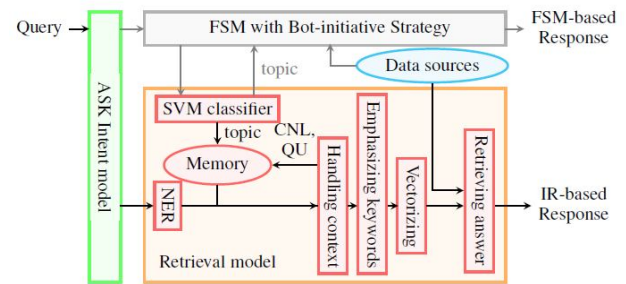 Query
FSM with Bot-initiative Strategy
FSM-based
Response
ASK Intent model
topic
Data sources
SVM classifier
topic
CNL,
QU
Memory
NER
Handling context
Emphasizing keywords
Vectorizing
Retrieving answer
IR-based
Response
Retrieval model